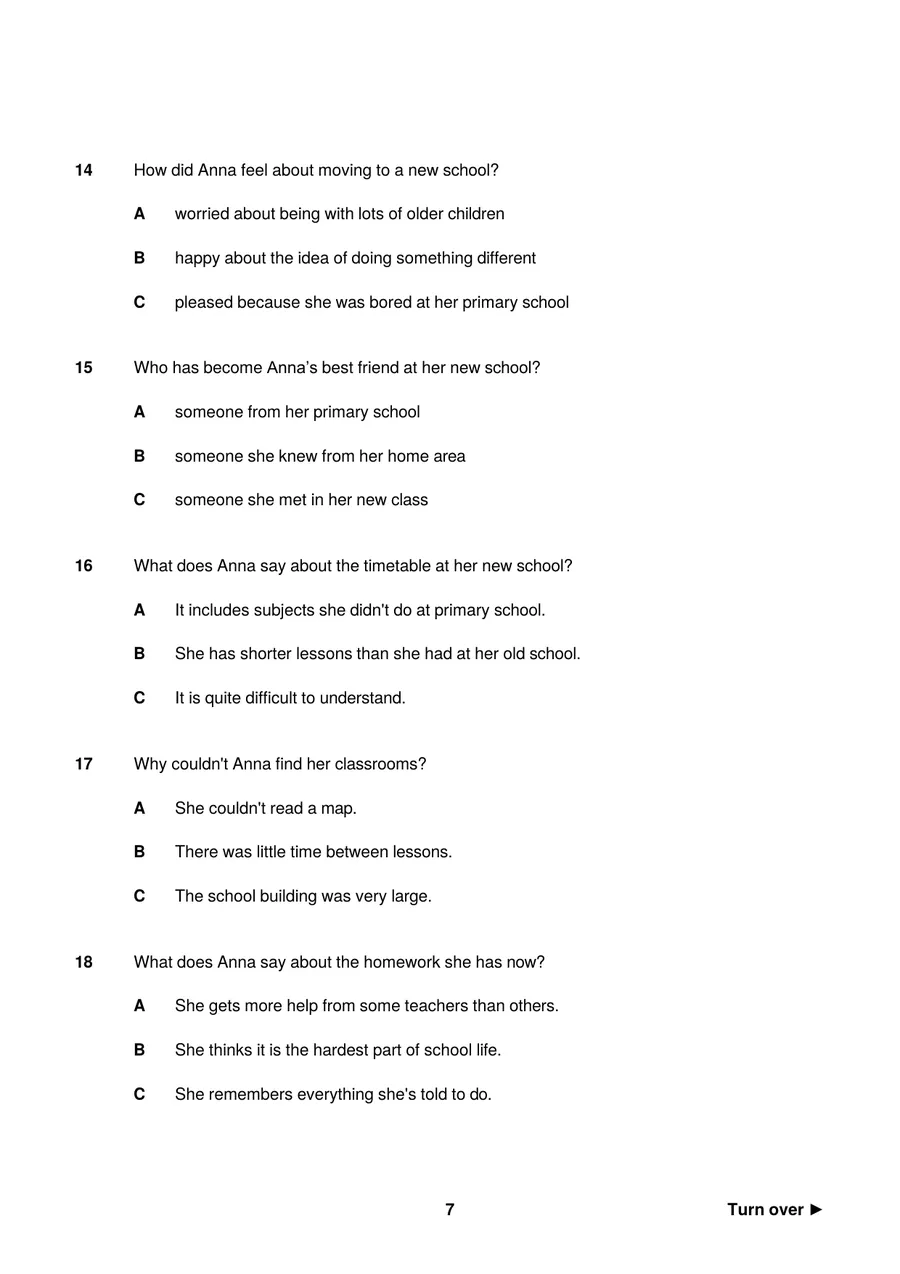 14 How did Anna feel about moving to a new school?
A worried about being with lots of older children
B happy about the idea of doing something different
C pleased because she was bored at her primary school
15 Who has become Anna’s best friend at her new school?
A someone from her primary school
B someone she knew from her home area
C someone she met in her new class
16 What does Anna say about the timetable at her new school?
A It includes subjects she didn't do at primary school.
B She has shorter lessons than she had at her old school.
C It is quite difficult to understand.
17 Why couldn't Anna find her classrooms?
A She couldn't read a map.
B There was little time between lessons.
C The school building was very large.
18 What does Anna say about the homework she has now?
A She gets more help from some teachers than others.
B She thinks it is the hardest part of school life.
C She remembers everything she's told to do.
7 Turn over ►